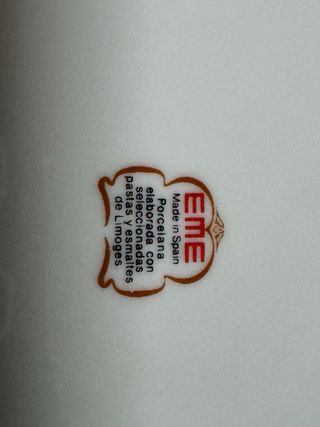 EME
Made in Spain
Porcelana
elaborada con
seleccionadas
pastas y esmaltes
de Limoges